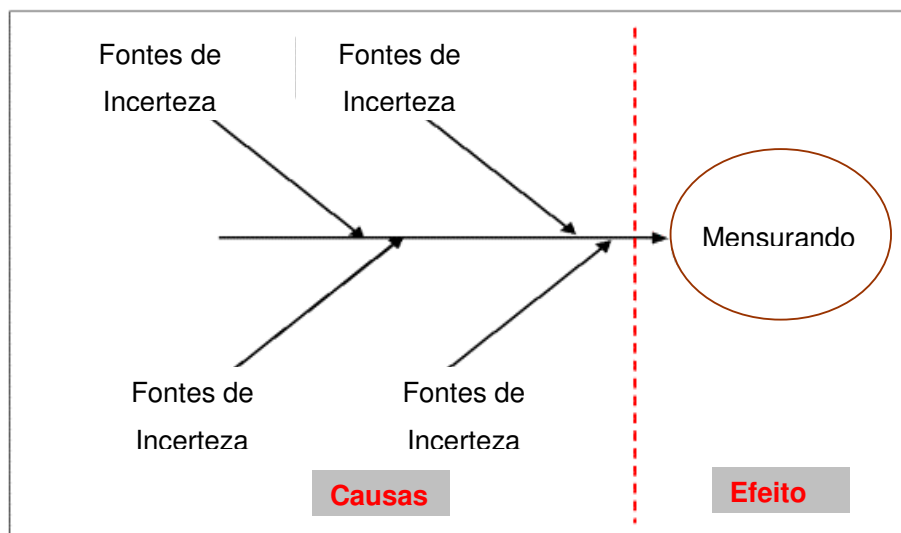 Fontes de
Incerteza
Fontes de
Incerteza
Mensurando
Fontes de
Incerteza
Fontes de
Incerteza
Causas
Efeito